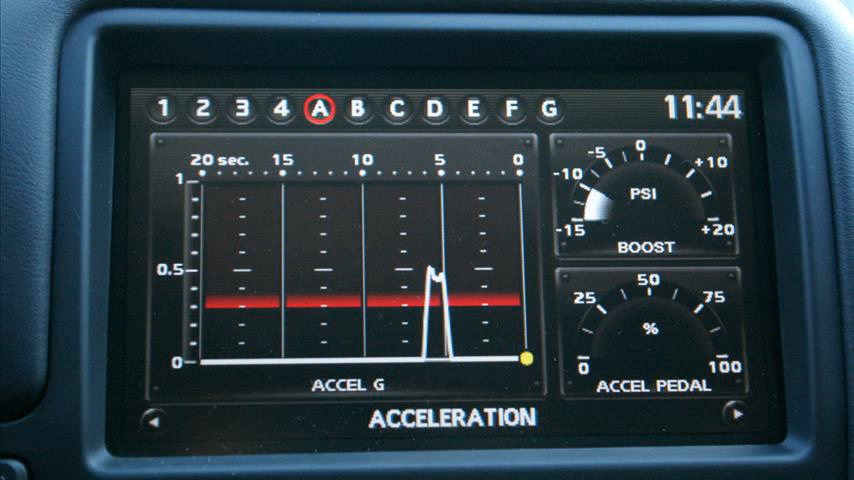 1 2 3 4 A B C D E F G 11:44
20 sec. 15 10 5 0
1
0.5
0
ACCEL G
-15 -10 -5 0 +10 +20
PSI
BOOST
0 25 50 75 100
%
ACCEL PEDAL
ACCELERATION